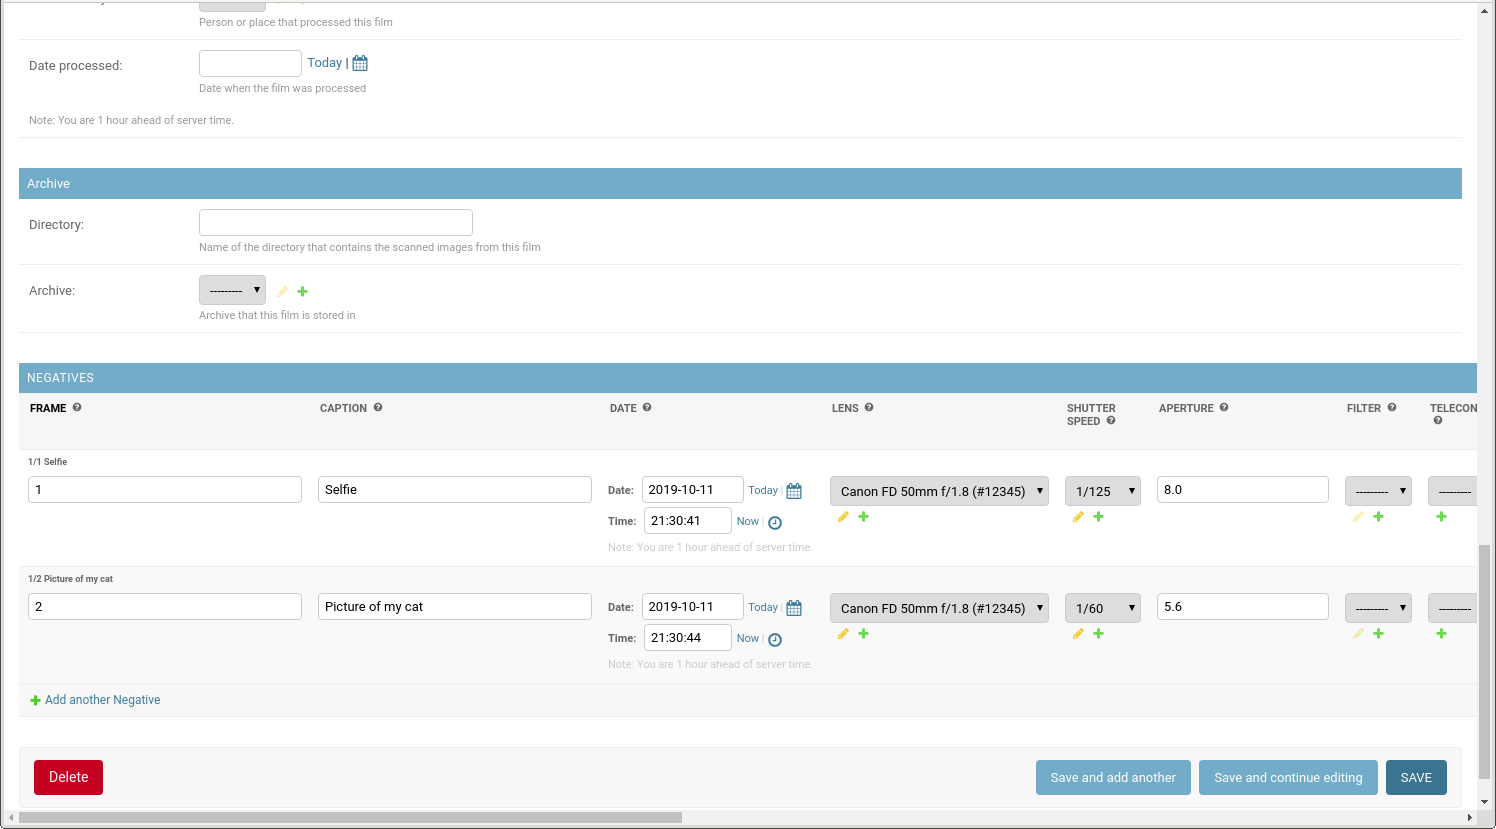 Person or place that processed this film
Date processed:
Today |
Date when the film was processed
Note: You are 1 hour ahead of server time.
Archive
Directory:
Name of the directory that contains the scanned images from this film
Archive:
---------
Archive that this film is stored in
NEGATIVES
FRAME CAPTION DATE LENS SHUTTER SPEED APERTURE FILTER TELECON
1/1 Selfie
1 Selfie Date: 2019-10-11 Today | Canon FD 50mm f/1.8 (#12345) 1/125 8.0 --------- ---------
Time: 21:30:41 Now |
Note: You are 1 hour ahead of server time.
1/2 Picture of my cat
2 Picture of my cat Date: 2019-10-11 Today | Canon FD 50mm f/1.8 (#12345) 1/60 5.6 --------- ---------
Time: 21:30:44 Now |
Note: You are 1 hour ahead of server time.
Add another Negative
Delete Save and add another Save and continue editing SAVE